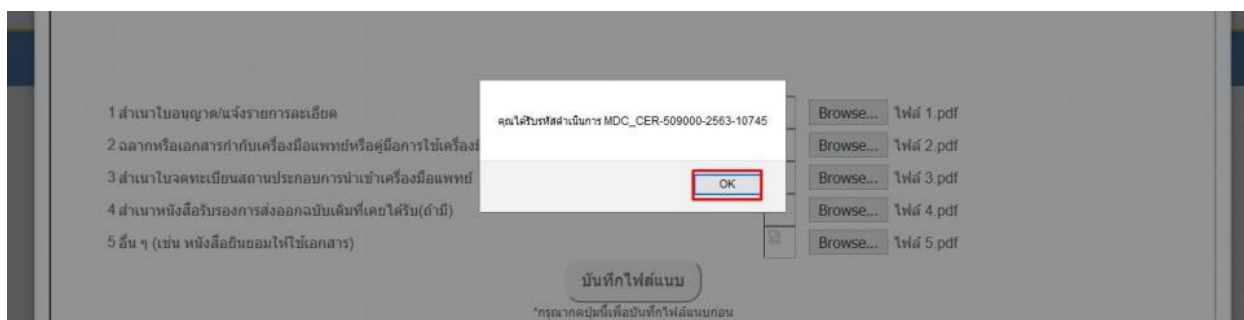 1 สำเนาใบอนุญาต/แจ้งรายการละเอียด
Browse... ไฟล์ 1.pdf
คุณได้รับรหัสดำเนินการ MDC_CER-509000-2563-10745
2 ฉลากหรือเอกสารกำกับเครื่องมือแพทย์หรือคู่มือการใช้เครื่องมื
Browse... ไฟล์ 2.pdf
3 สำเนาใบจดทะเบียนสถานประกอบการนำเข้าเครื่องมือแพทย์
OK
Browse... ไฟล์ 3.pdf
4 สำเนาหนังสือรับรองการส่งออกฉบับเดิมที่เคยได้รับ(ถ้ามี)
Browse... ไฟล์ 4.pdf
5 อื่น ๆ (เช่น หนังสือยินยอมให้ใช้เอกสาร)
Browse... ไฟล์ 5.pdf
บันทึกไฟล์แนบ
*กรุณากดปุ่มนี้เพื่อบันทึกไฟล์แนบก่อน